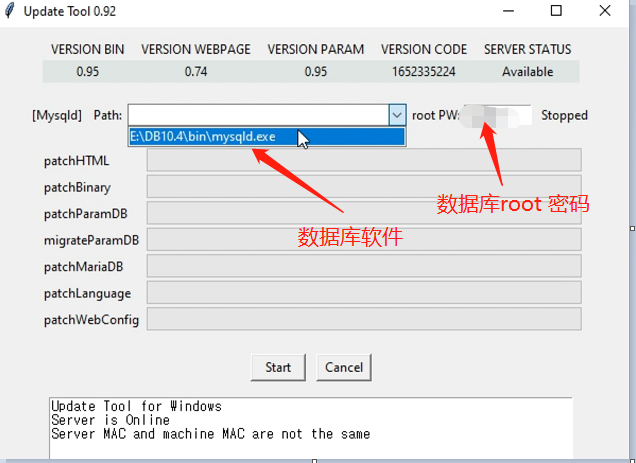 Update Tool 0.92
VERSION BIN VERSION WEBPAGE VERSION PARAM VERSION CODE SERVER STATUS
0.95 0.74 0.95 1652335224 Available
[Mysqld] Path: root PW: Stopped
E:\DB10.4\bin\mysqld.exe
patchHTML
patchBinary
数据库root 密码
patchParamDB
数据库软件
migrateParamDB
patchMariaDB
patchLanguage
patchWebConfig
Start Cancel
Update Tool for Windows
Server is Online
Server MAC and machine MAC are not the same